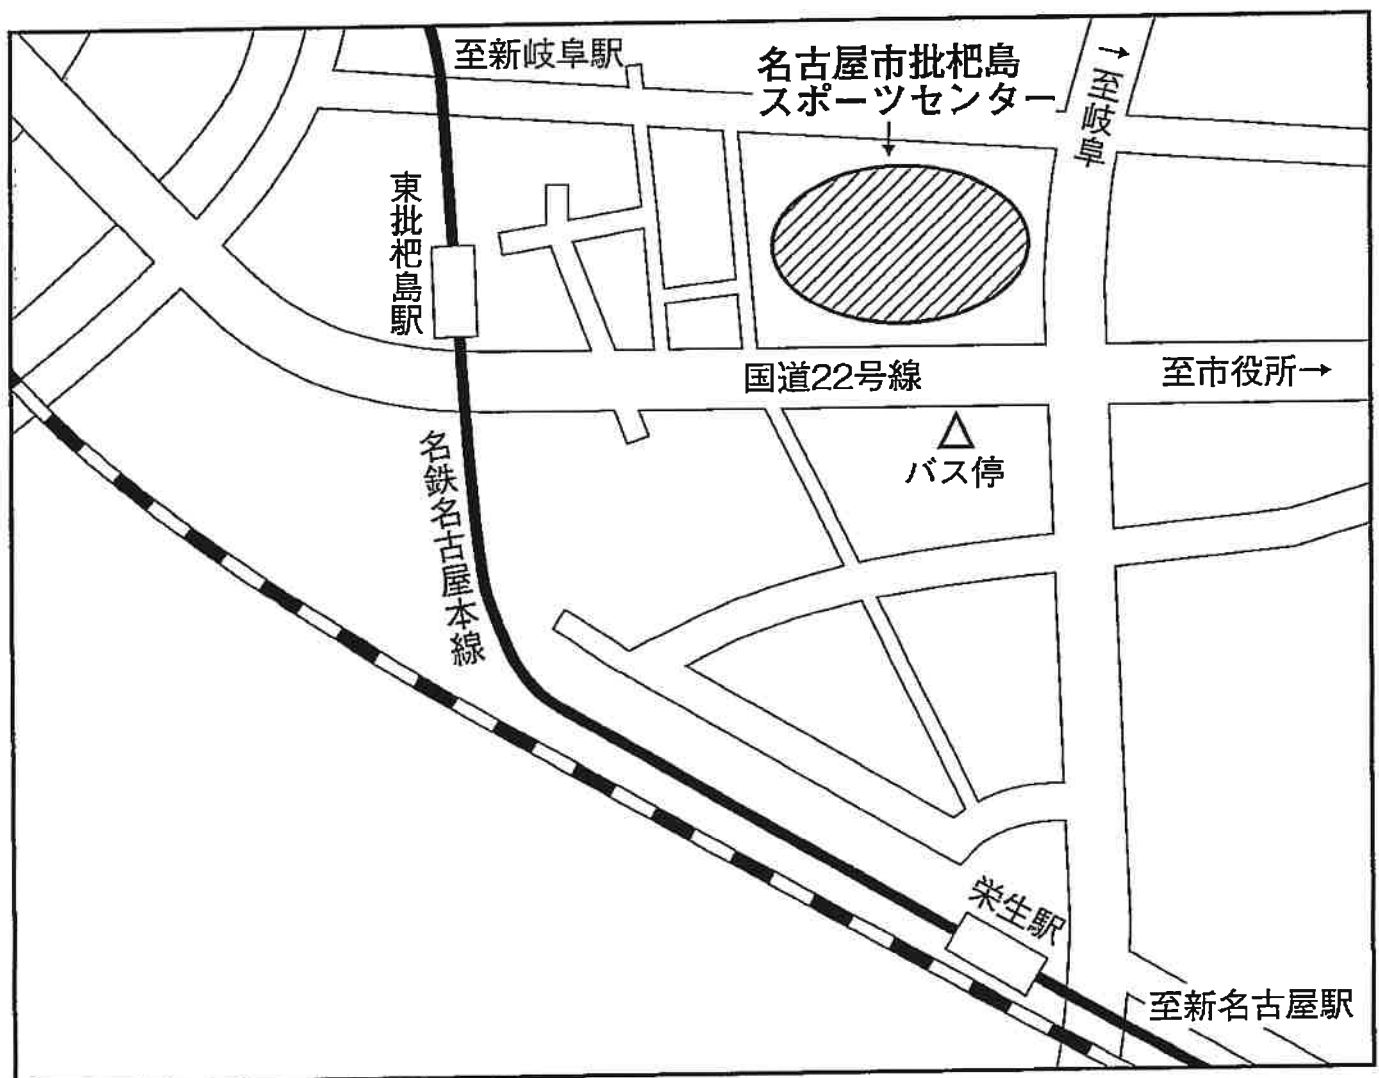 至新岐阜駅
名古屋市批杷島
スポーツセンター
↑至岐阜
東批杷島駅
国道22号線
至市役所→
バス停
名鉄名古屋本線
栄生駅
至新名古屋駅